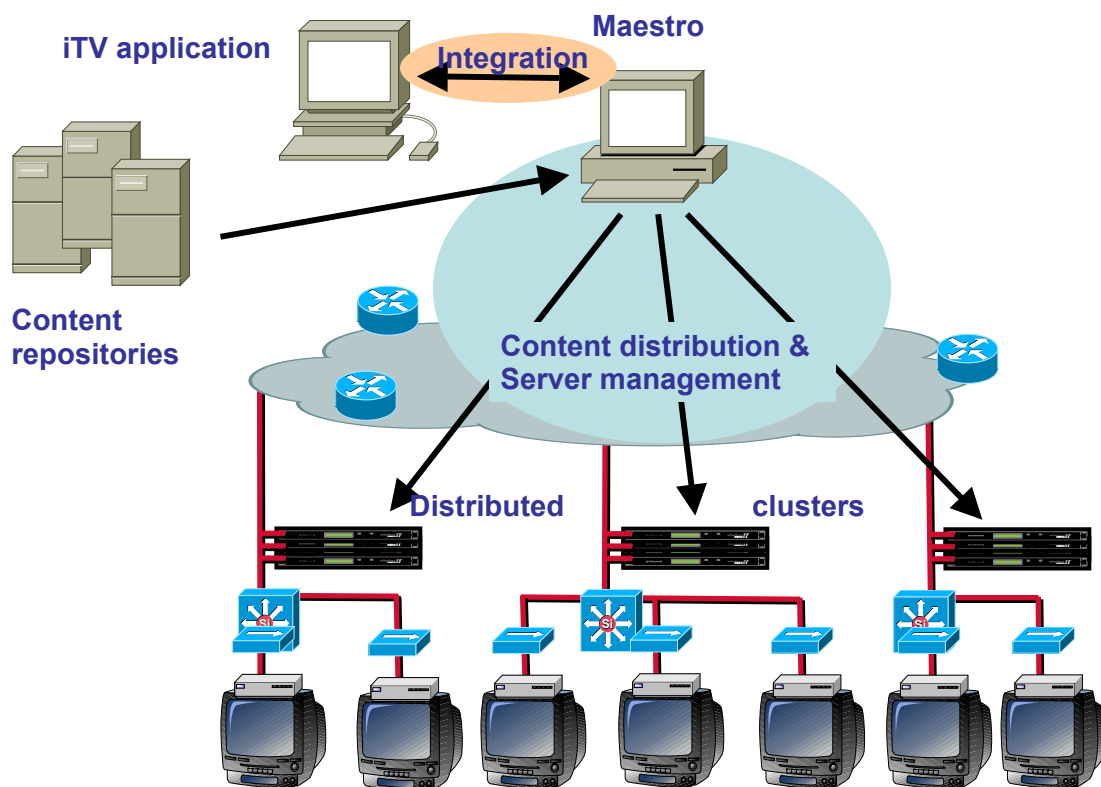 Maestro
iTV application
Integration
Content
repositories
Content distribution &
Server management
Distributed clusters
Si
Si
Si